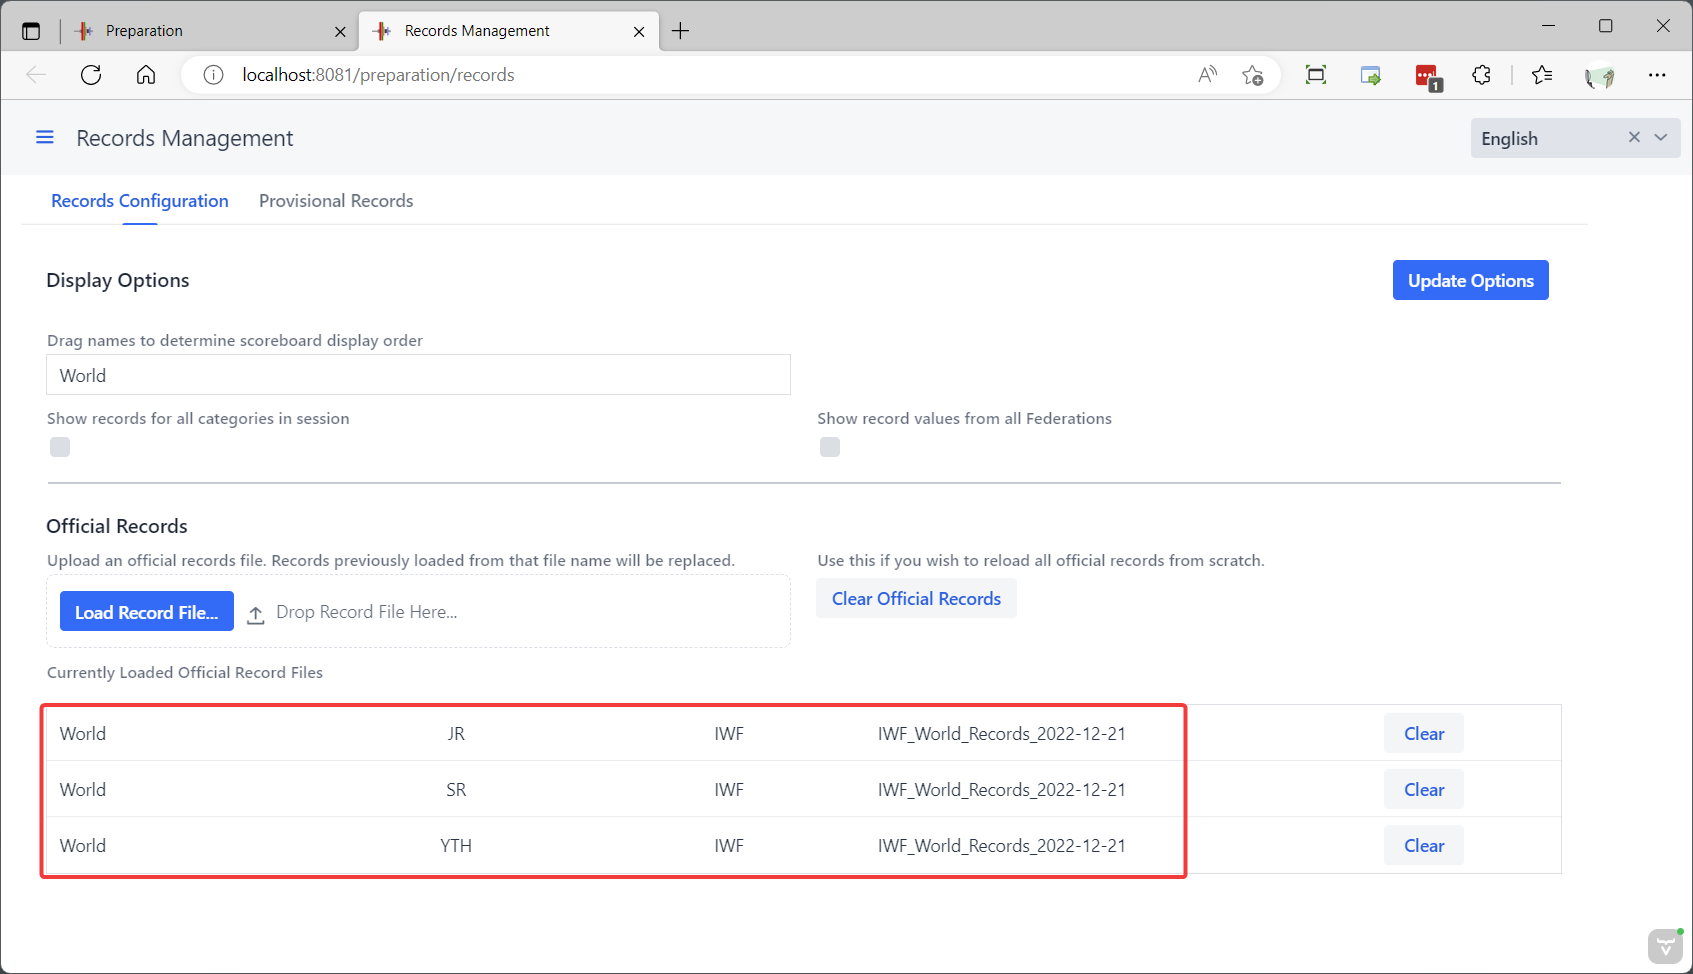 Preparation
Records Management
localhost:8081/preparation/records
1
Records Management
English
Records Configuration
Provisional Records
Display Options
Update Options
Drag names to determine scoreboard display order
World
Show records for all categories in session
Show record values from all Federations
Official Records
Upload an official records file. Records previously loaded from that file name will be replaced.
Use this if you wish to reload all official records from scratch.
Load Record File...
Drop Record File Here...
Clear Official Records
Currently Loaded Official Record Files
World JR IWF IWF_World_Records_2022-12-21 Clear
World SR IWF IWF_World_Records_2022-12-21 Clear
World YTH IWF IWF_World_Records_2022-12-21 Clear